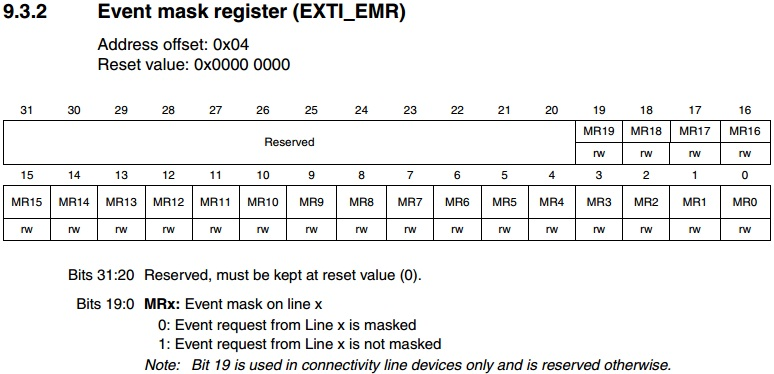 9.3.2 Event mask register (EXTI_EMR)
Address offset: 0x04
Reset value: 0x0000 0000
31 30 29 28 27 26 25 24 23 22 21 20 19 18 17 16
Reserved MR19 MR18 MR17 MR16
rw rw rw rw
15 14 13 12 11 10 9 8 7 6 5 4 3 2 1 0
MR15 MR14 MR13 MR12 MR11 MR10 MR9 MR8 MR7 MR6 MR5 MR4 MR3 MR2 MR1 MR0
rw rw rw rw rw rw rw rw rw rw rw rw rw rw rw rw
Bits 31:20 Reserved, must be kept at reset value (0).
Bits 19:0 MRx: Event mask on line x
0: Event request from Line x is masked
1: Event request from Line x is not masked
Note: Bit 19 is used in connectivity line devices only and is reserved otherwise.